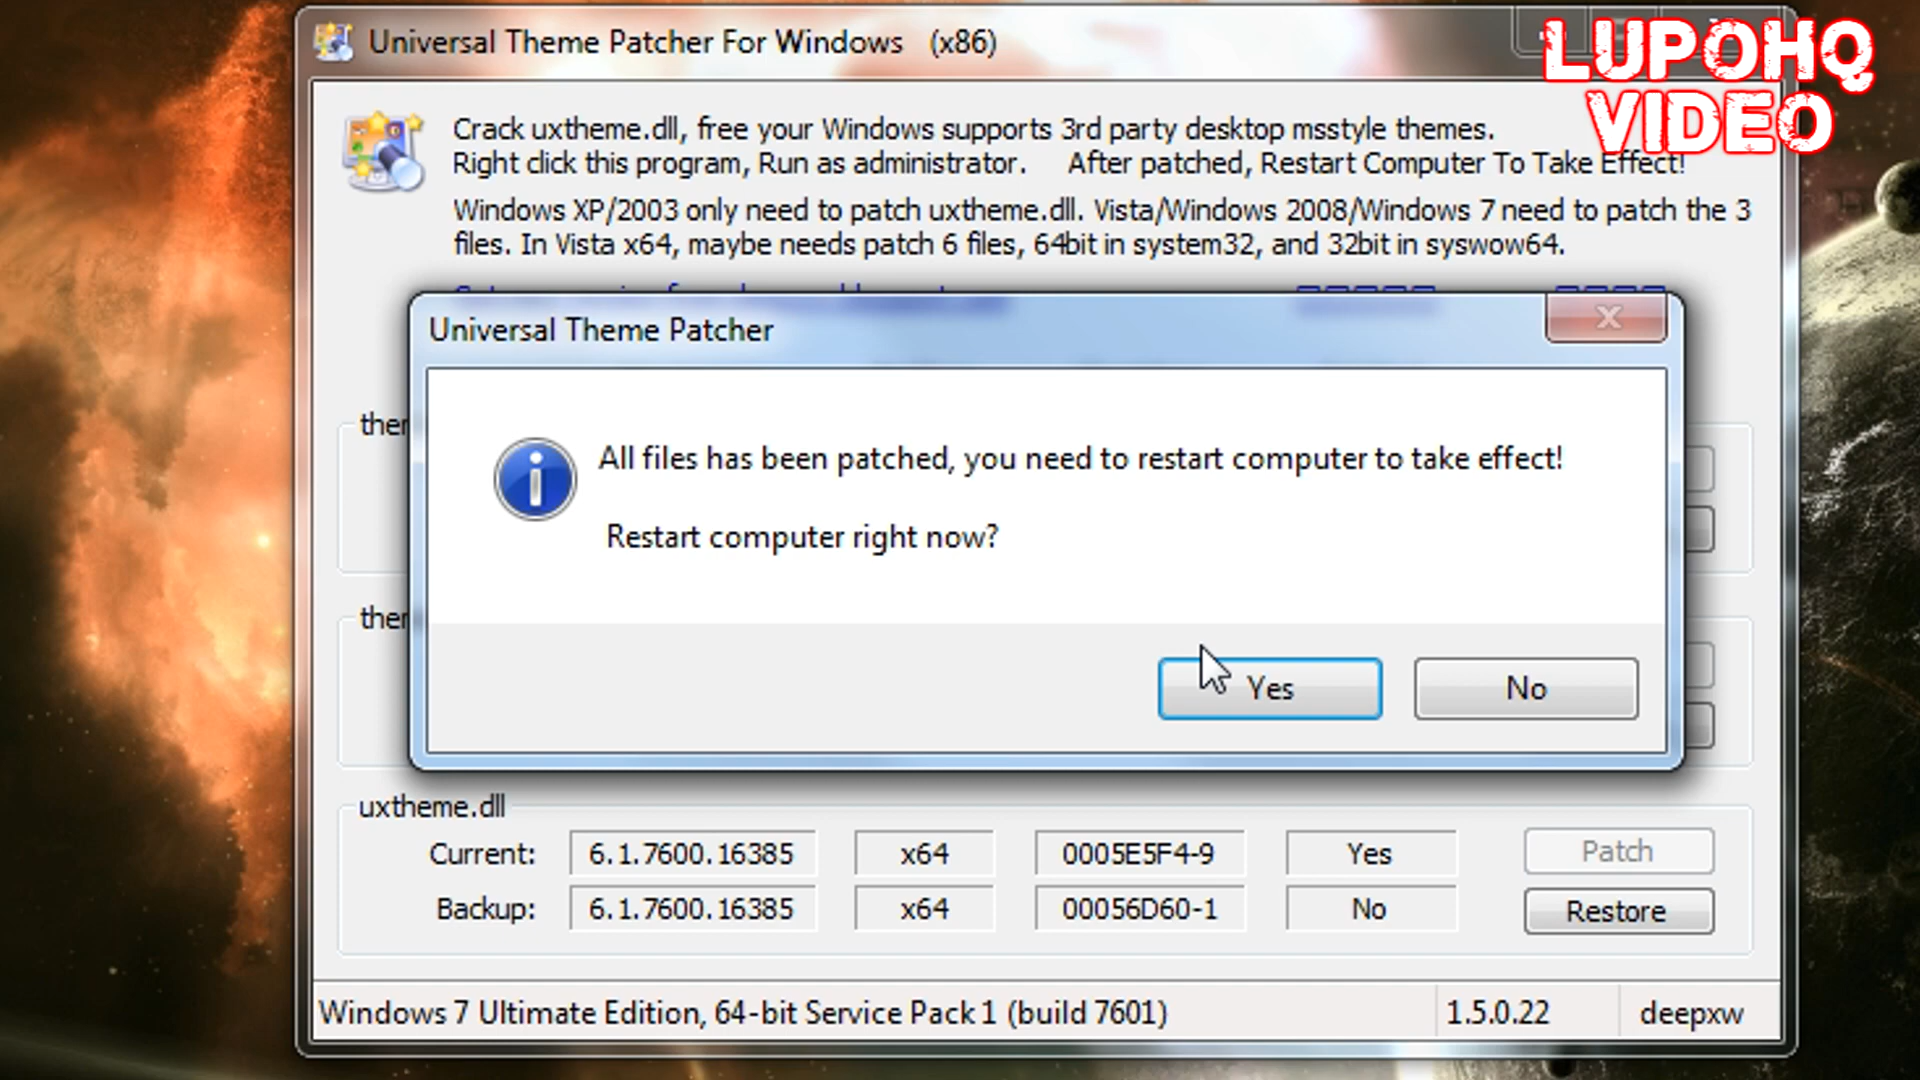 Universal Theme Patcher For Windows (x86)
LUPOHQ
VIDEO
Crack uxtheme.dll, free your Windows supports 3rd party desktop msstyle themes.
Right click this program, Run as administrator. After patched, Restart Computer To Take Effect!
Windows XP/2003 only need to patch uxtheme.dll. Vista/Windows 2008/Windows 7 need to patch the 3
files. In Vista x64, maybe needs patch 6 files, 64bit in system32, and 32bit in syswow64.
Universal Theme Patcher
All files has been patched, you need to restart computer to take effect!
Restart computer right now?
Yes No
uxtheme.dll
Current: 6.1.7600.16385 x64 0005E5F4-9 Yes Patch
Backup: 6.1.7600.16385 x64 00056D60-1 No Restore
Windows 7 Ultimate Edition, 64-bit Service Pack 1 (build 7601) 1.5.0.22 deepxw